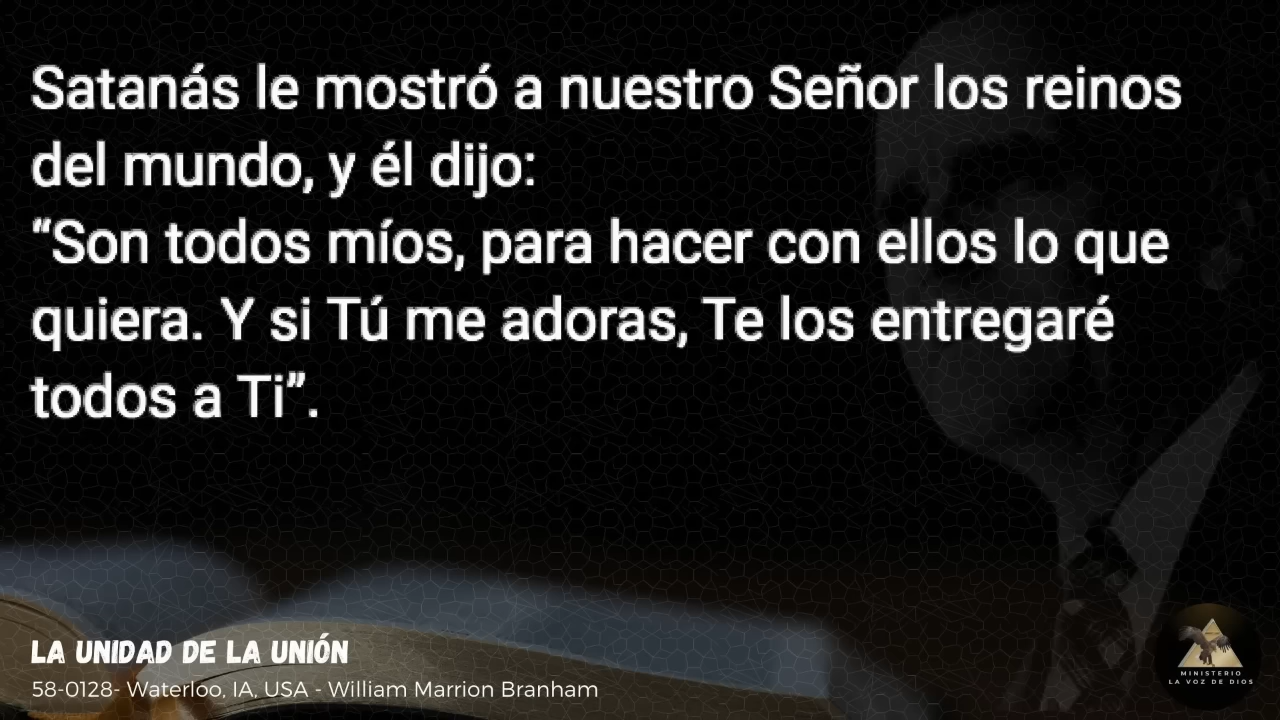 Satanás le mostró a nuestro Señor los reinos
del mundo, y él dijo:
“Son todos míos, para hacer con ellos lo que
quiera. Y si Tú me adoras, Te los entregaré
todos a Ti”.
LA UNIDAD DE LA UNIÓN
58-0128- Waterloo, IA, USA - William Marrion Branham
MINISTERIO
LA VOZ DE DIOS